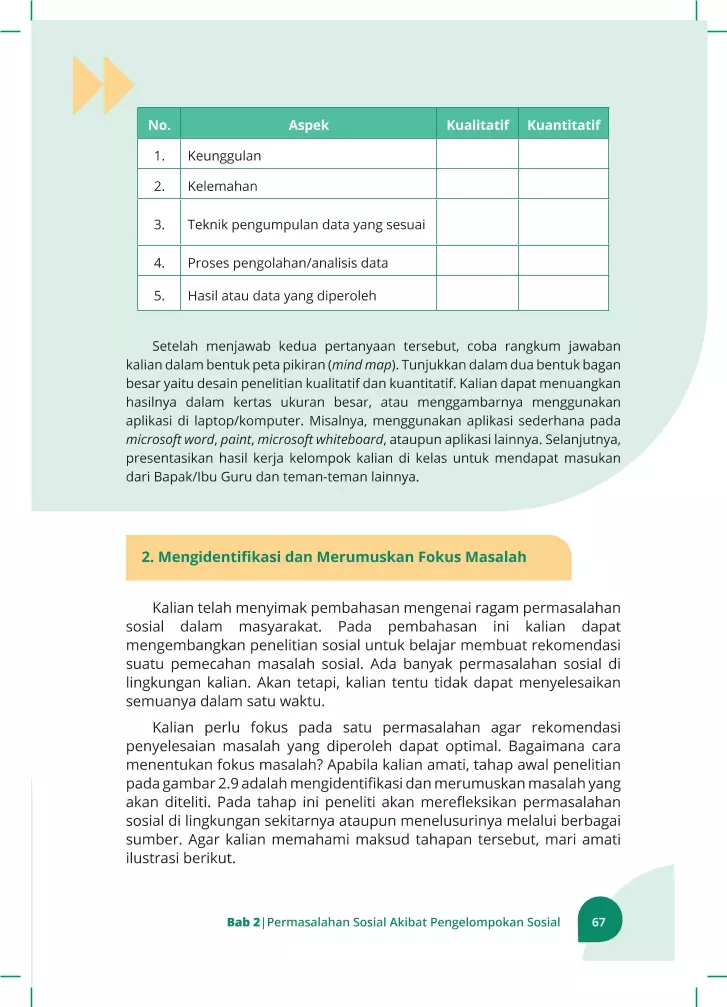 No. Aspek Kualitatif Kuantitatif
1. Keunggulan
2. Kelemahan
3. Teknik pengumpulan data yang sesuai
4. Proses pengolahan/analisis data
5. Hasil atau data yang diperoleh
Setelah menjawab kedua pertanyaan tersebut, coba rangkum jawaban
kalian dalam bentuk peta pikiran (mind map). Tunjukkan dalam dua bentuk bagan
besar yaitu desain penelitian kualitatif dan kuantitatif. Kalian dapat menuangkan
hasilnya dalam kertas ukuran besar, atau menggambarnya menggunakan
aplikasi di laptop/komputer. Misalnya, menggunakan aplikasi sederhana pada
microsoft word, paint, microsoft whiteboard, ataupun aplikasi lainnya. Selanjutnya,
presentasikan hasil kerja kelompok kalian di kelas untuk mendapat masukan
dari Bapak/Ibu Guru dan teman-teman lainnya.
2. Mengidentifikasi dan Merumuskan Fokus Masalah
Kalian telah menyimak pembahasan mengenai ragam permasalahan
sosial dalam masyarakat. Pada pembahasan ini kalian dapat
mengembangkan penelitian sosial untuk belajar membuat rekomendasi
suatu pemecahan masalah sosial. Ada banyak permasalahan sosial di
lingkungan kalian. Akan tetapi, kalian tentu tidak dapat menyelesaikan
semuanya dalam satu waktu.
Kalian perlu fokus pada satu permasalahan agar rekomendasi
penyelesaian masalah yang diperoleh dapat optimal. Bagaimana cara
menentukan fokus masalah? Apabila kalian amati, tahap awal penelitian
pada gambar 2.9 adalah mengidentifikasi dan merumuskan masalah yang
akan diteliti. Pada tahap ini peneliti akan merefleksikan permasalahan
sosial di lingkungan sekitarnya ataupun menelusurinya melalui berbagai
sumber. Agar kalian memahami maksud tahapan tersebut, mari amati
ilustrasi berikut.
Bab 2|Permasalahan Sosial Akibat Pengelompokan Sosial 67